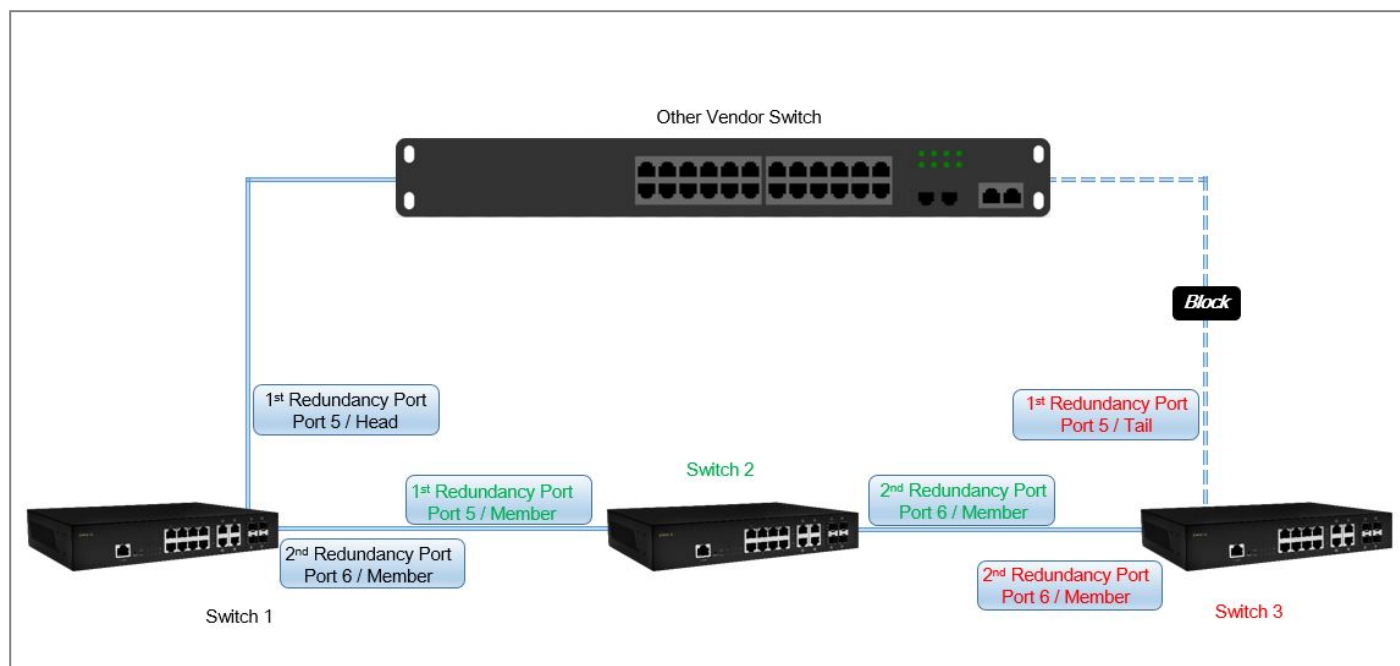 Other Vendor Switch
Block
1st Redundancy Port
Port 5 / Head
1st Redundancy Port
Port 5 / Tail
Switch 2
1st Redundancy Port
Port 5 / Member
2nd Redundancy Port
Port 6 / Member
2nd Redundancy Port
Port 6 / Member
2nd Redundancy Port
Port 6 / Member
Switch 1
Switch 3